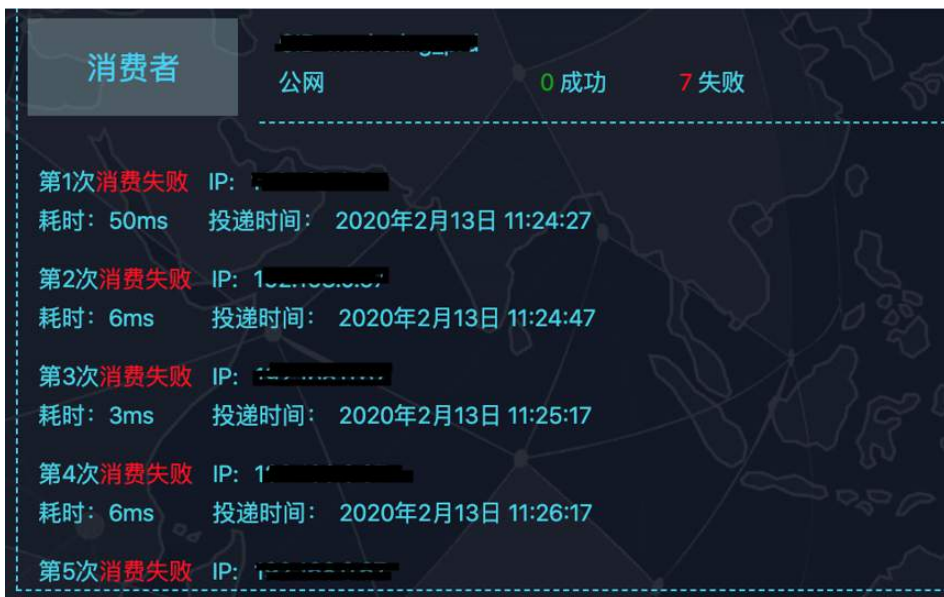 消费者
公网 0 成功 7 失败
第1次消费失败 IP:
耗时：50ms 投递时间： 2020年2月13日 11:24:27
第2次消费失败 IP:
耗时：6ms 投递时间： 2020年2月13日 11:24:47
第3次消费失败 IP:
耗时：3ms 投递时间： 2020年2月13日 11:25:17
第4次消费失败 IP:
耗时：6ms 投递时间： 2020年2月13日 11:26:17
第5次消费失败 IP: